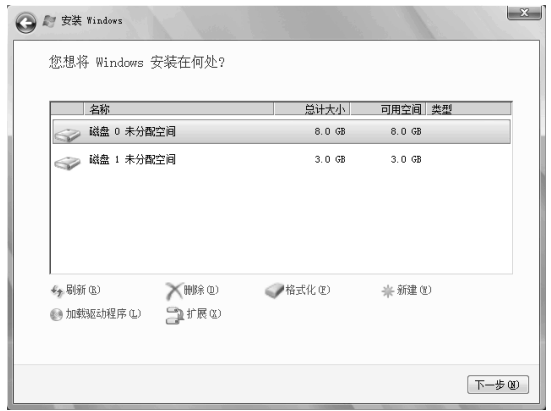 安装 Windows
您想将 Windows 安装在何处?
名称 总计大小 可用空间 类型
磁盘 0 未分配空间 8.0 GB 8.0 GB
磁盘 1 未分配空间 3.0 GB 3.0 GB
刷新(R) 删除(D) 格式化(F) 新建(W)
加载驱动程序(L) 扩展(X)
下一步(N)